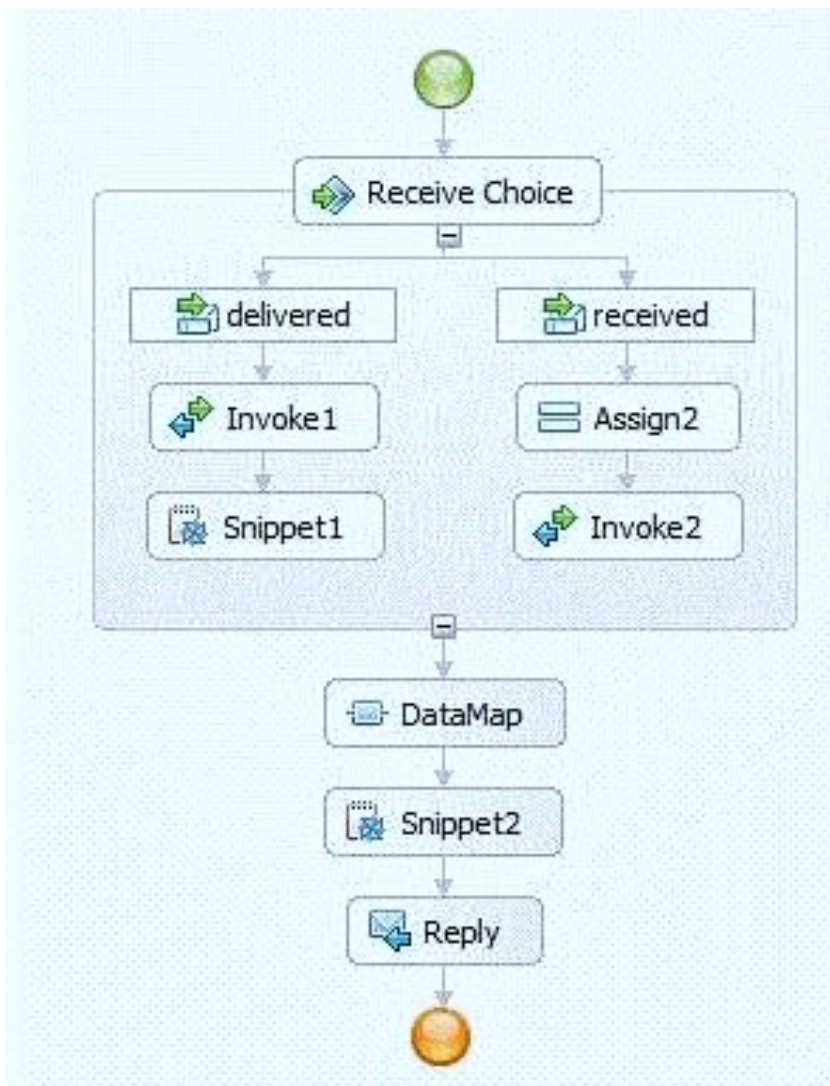 Receive Choice
delivered
received
Invoke1
Assign2
Snippet1
Invoke2
DataMap
Snippet2
Reply